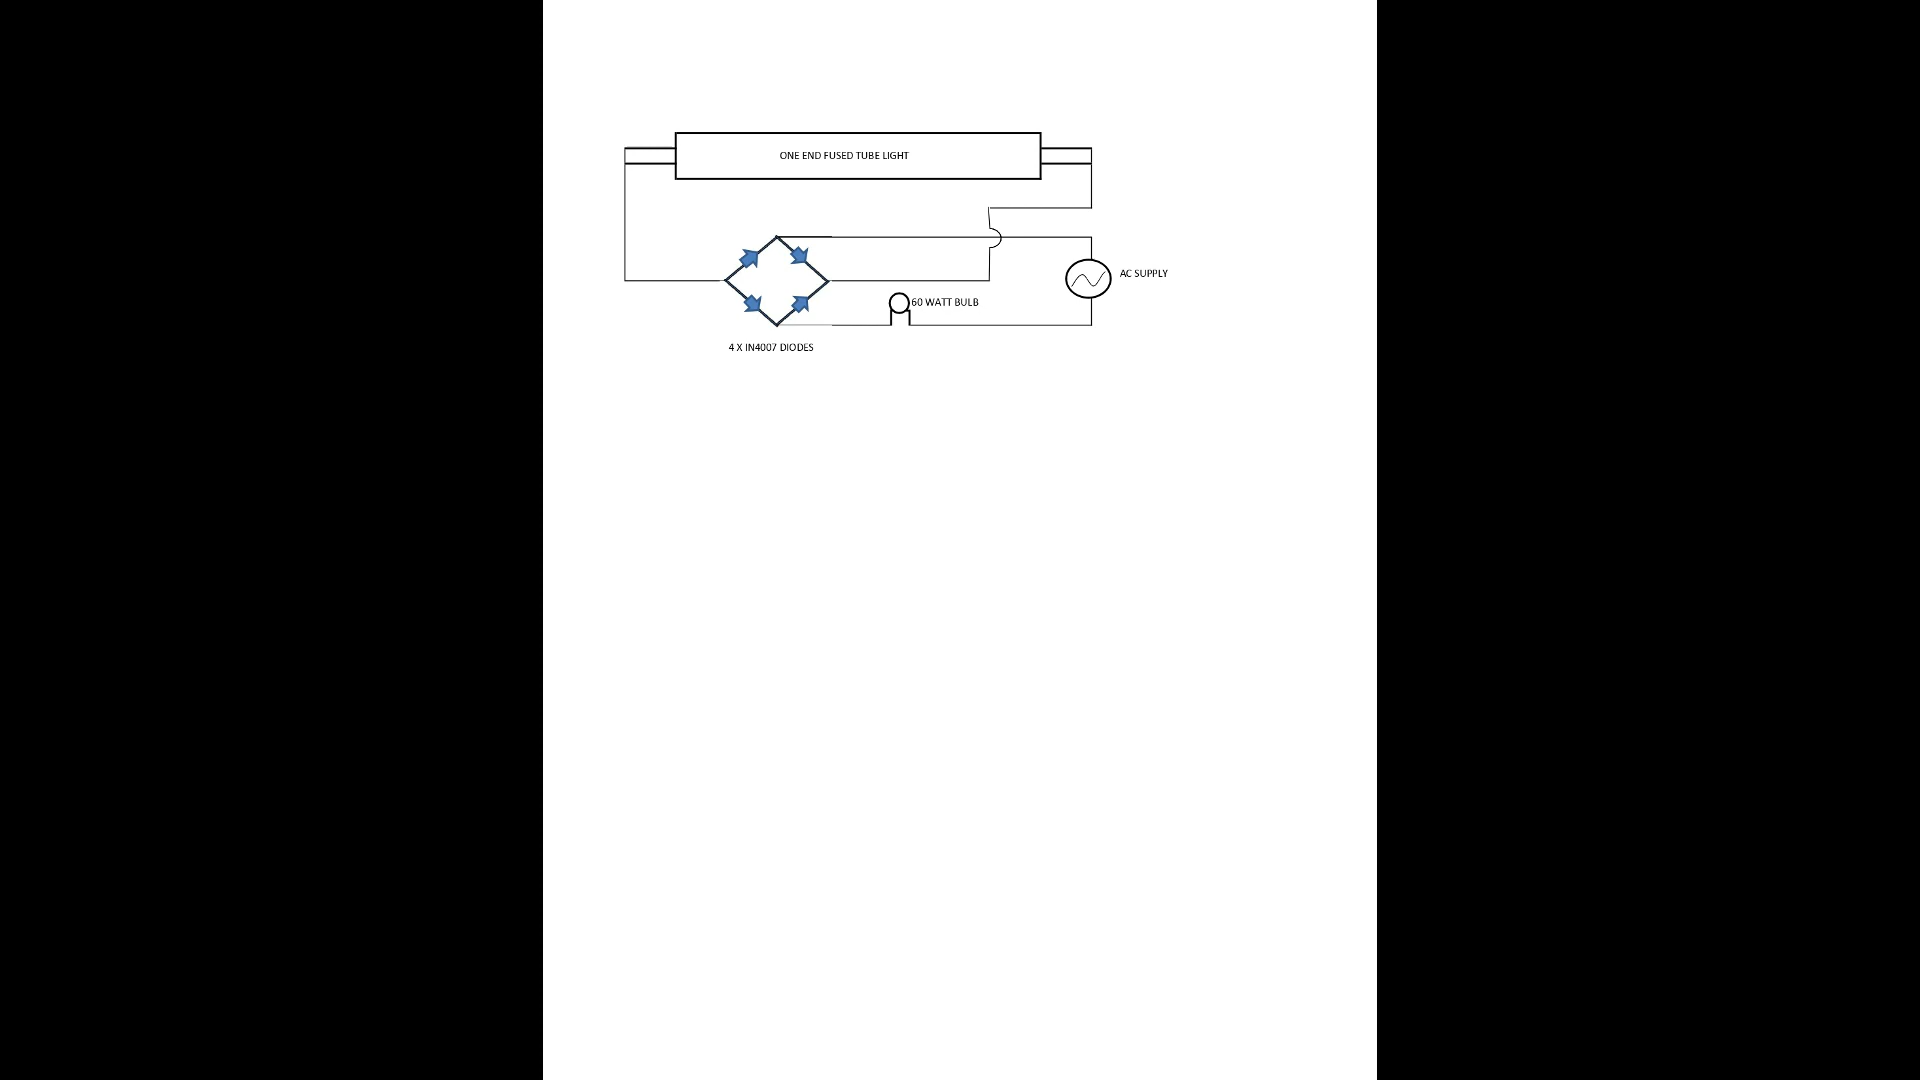 ONE END FUSED TUBE LIGHT
AC SUPPLY
60 WATT BULB
4 X IN4007 DIODES